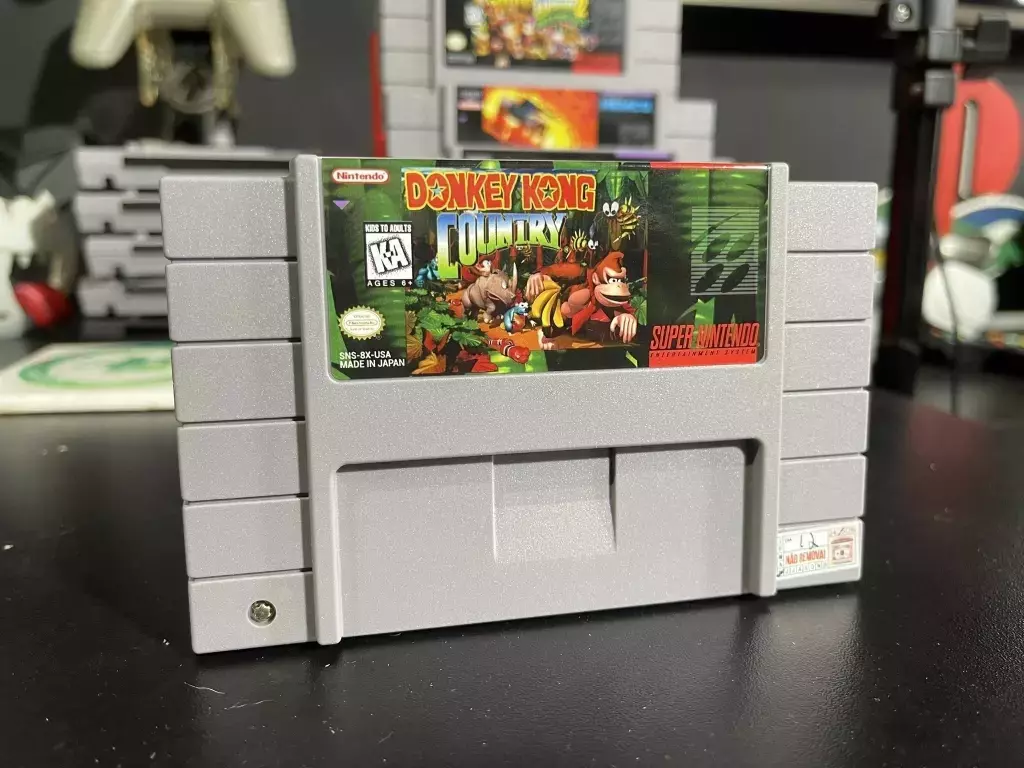 Nintendo
DONKEY KONG
COUNTRY
KIDS TO ADULTS
K-A
AGES 6+
SNS-8X-USA
MADE IN JAPAN
SUPER NINTENDO
ENTERTAINMENT SYSTEM
NÃO REMOVA!